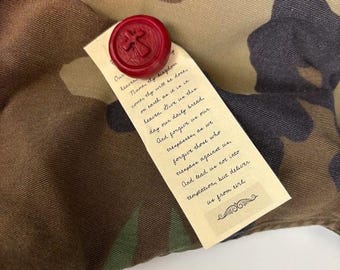 Our
heaven
Thy kingdom
come, thy will be done,
on earth as it is in
heaven. Give us this
day our daily bread.
And forgive us our
trespasses as we
forgive those who
trespass against us.
And lead us not into
temptation, but deliver
us from evil.